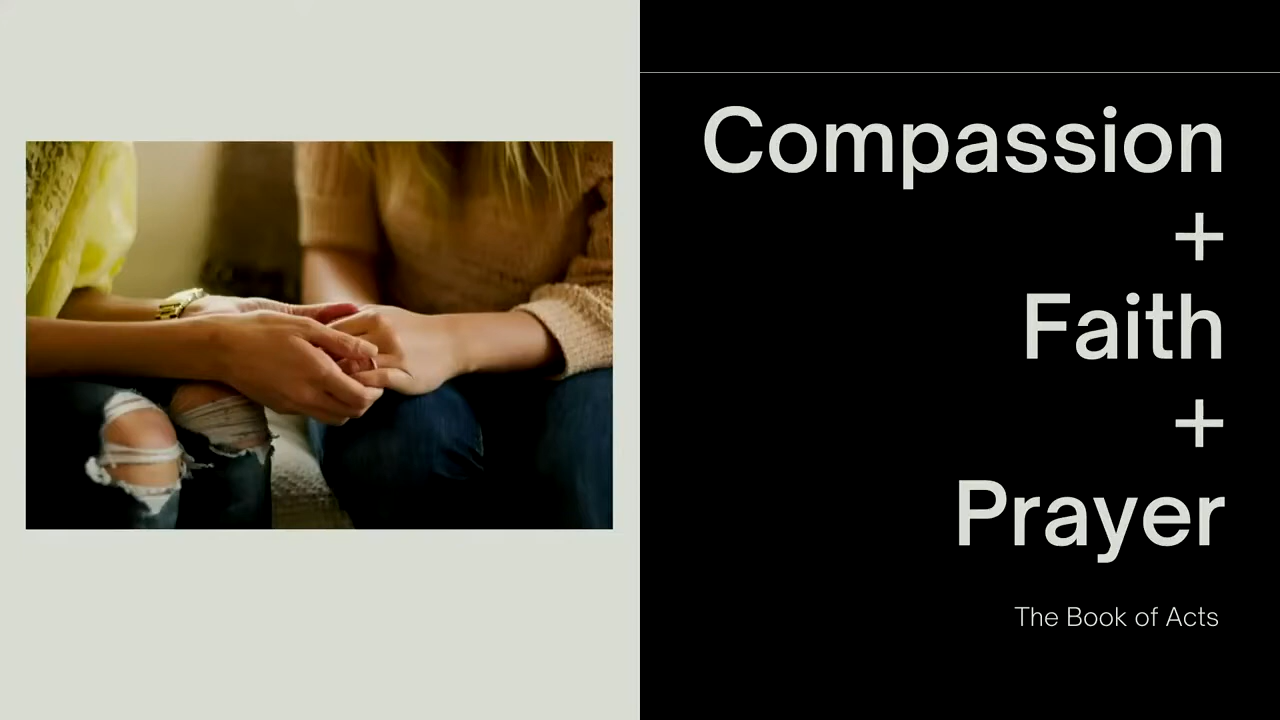 Compassion
+
Faith
+
Prayer
The Book of Acts